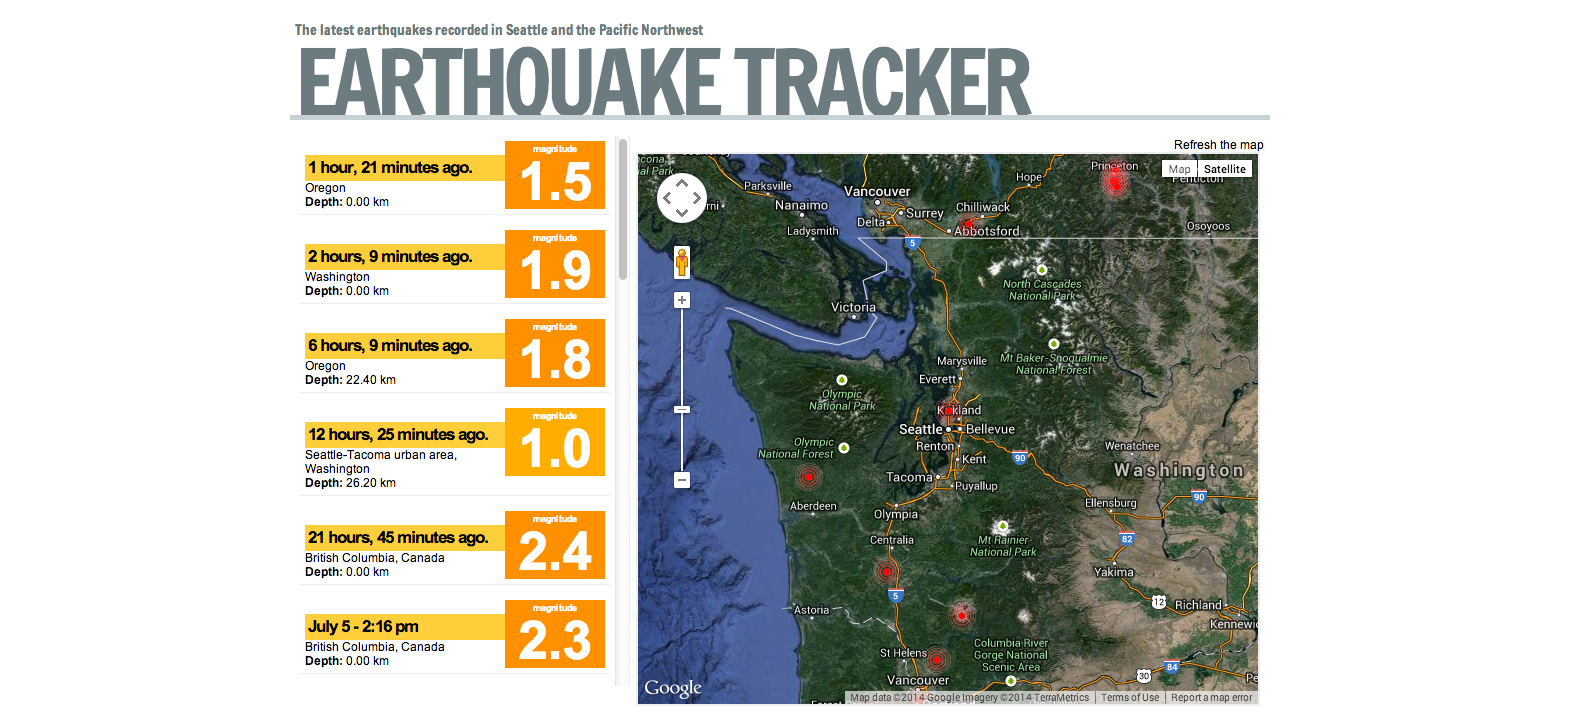 The latest earthquakes recorded in Seattle and the Pacific Northwest
EARTHQUAKE TRACKER
1 hour, 21 minutes ago.
Oregon
Depth: 0.00 km
magnitude
1.5
2 hours, 9 minutes ago.
Washington
Depth: 0.00 km
magnitude
1.9
6 hours, 9 minutes ago.
Oregon
Depth: 22.40 km
magnitude
1.8
12 hours, 25 minutes ago.
Seattle-Tacoma urban area,
Washington
Depth: 26.20 km
magnitude
1.0
21 hours, 45 minutes ago.
British Columbia, Canada
Depth: 0.00 km
magnitude
2.4
July 5 - 2:16 pm
British Columbia, Canada
Depth: 0.00 km
magnitude
2.3
Refresh the map
Map
Satellite
Princeton
Penticton
Hope
Parksville
Vancouver
Nanaimo
Surrey
Chilliwack
Delta
Ladysmith
Abbotsford
Osoyoos
5
North Cascades
National Park
Victoria
Marysville
Mt Baker-Snoqualmie
National Forest
Everett
Olympic
National Park
Kirkland
Seattle
Bellevue
Olympic
National Forest
Renton
Wenatchee
Kent
90
Washington
Tacoma
Puyallup
90
Aberdeen
Olympia
Ellensburg
Centralia
Mt Rainier
National Park
82
Yakima
5
Astoria
12
Richland
Kennewi
Columbia River
Gorge National
Scenic Area
St Helens
84
30
Vancouver
Google
Map data ©2014 Google Imagery ©2014 TerraMetrics
Terms of Use
Report a map error